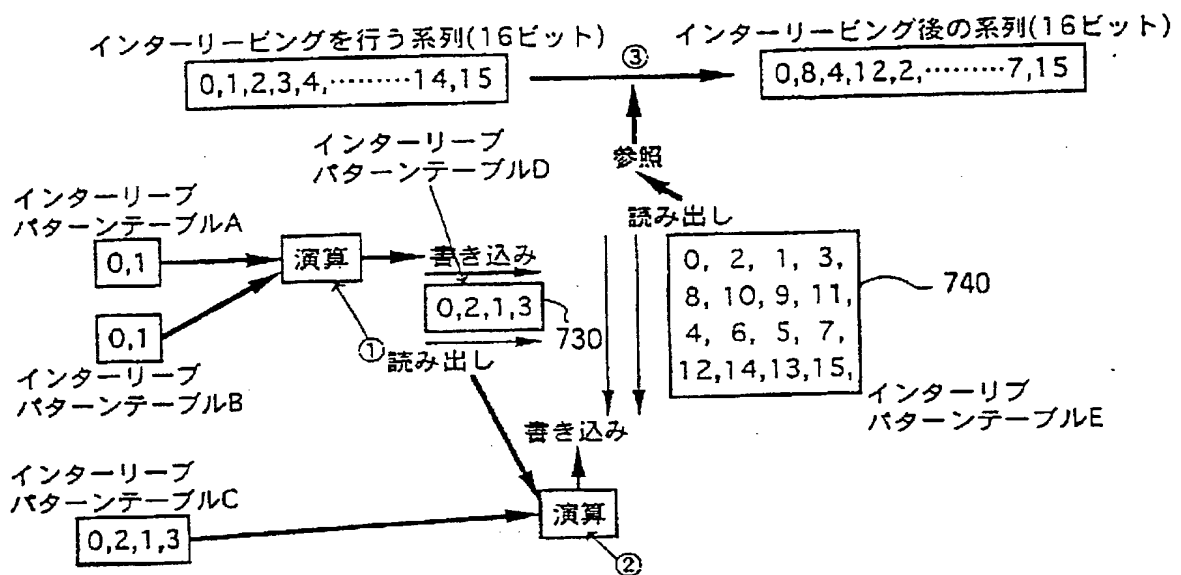 インターリービングを行う系列(16ビット)
0,1,2,3,4,………14,15
③
インターリービング後の系列(16ビット)
0,8,4,12,2,………7,15
インターリーブ
パターンテーブルD
参照
読み出し
インターリーブ
パターンテーブルA
0,1
演算
書き込み
0,2,1,3
730
0,1
①
読み出し
インターリーブ
パターンテーブルB
0, 2, 1, 3,
8, 10, 9, 11,
4, 6, 5, 7,
12,14,13,15,
740
インターリブ
パターンテーブルE
書き込み
インターリーブ
パターンテーブルC
0,2,1,3
演算
②